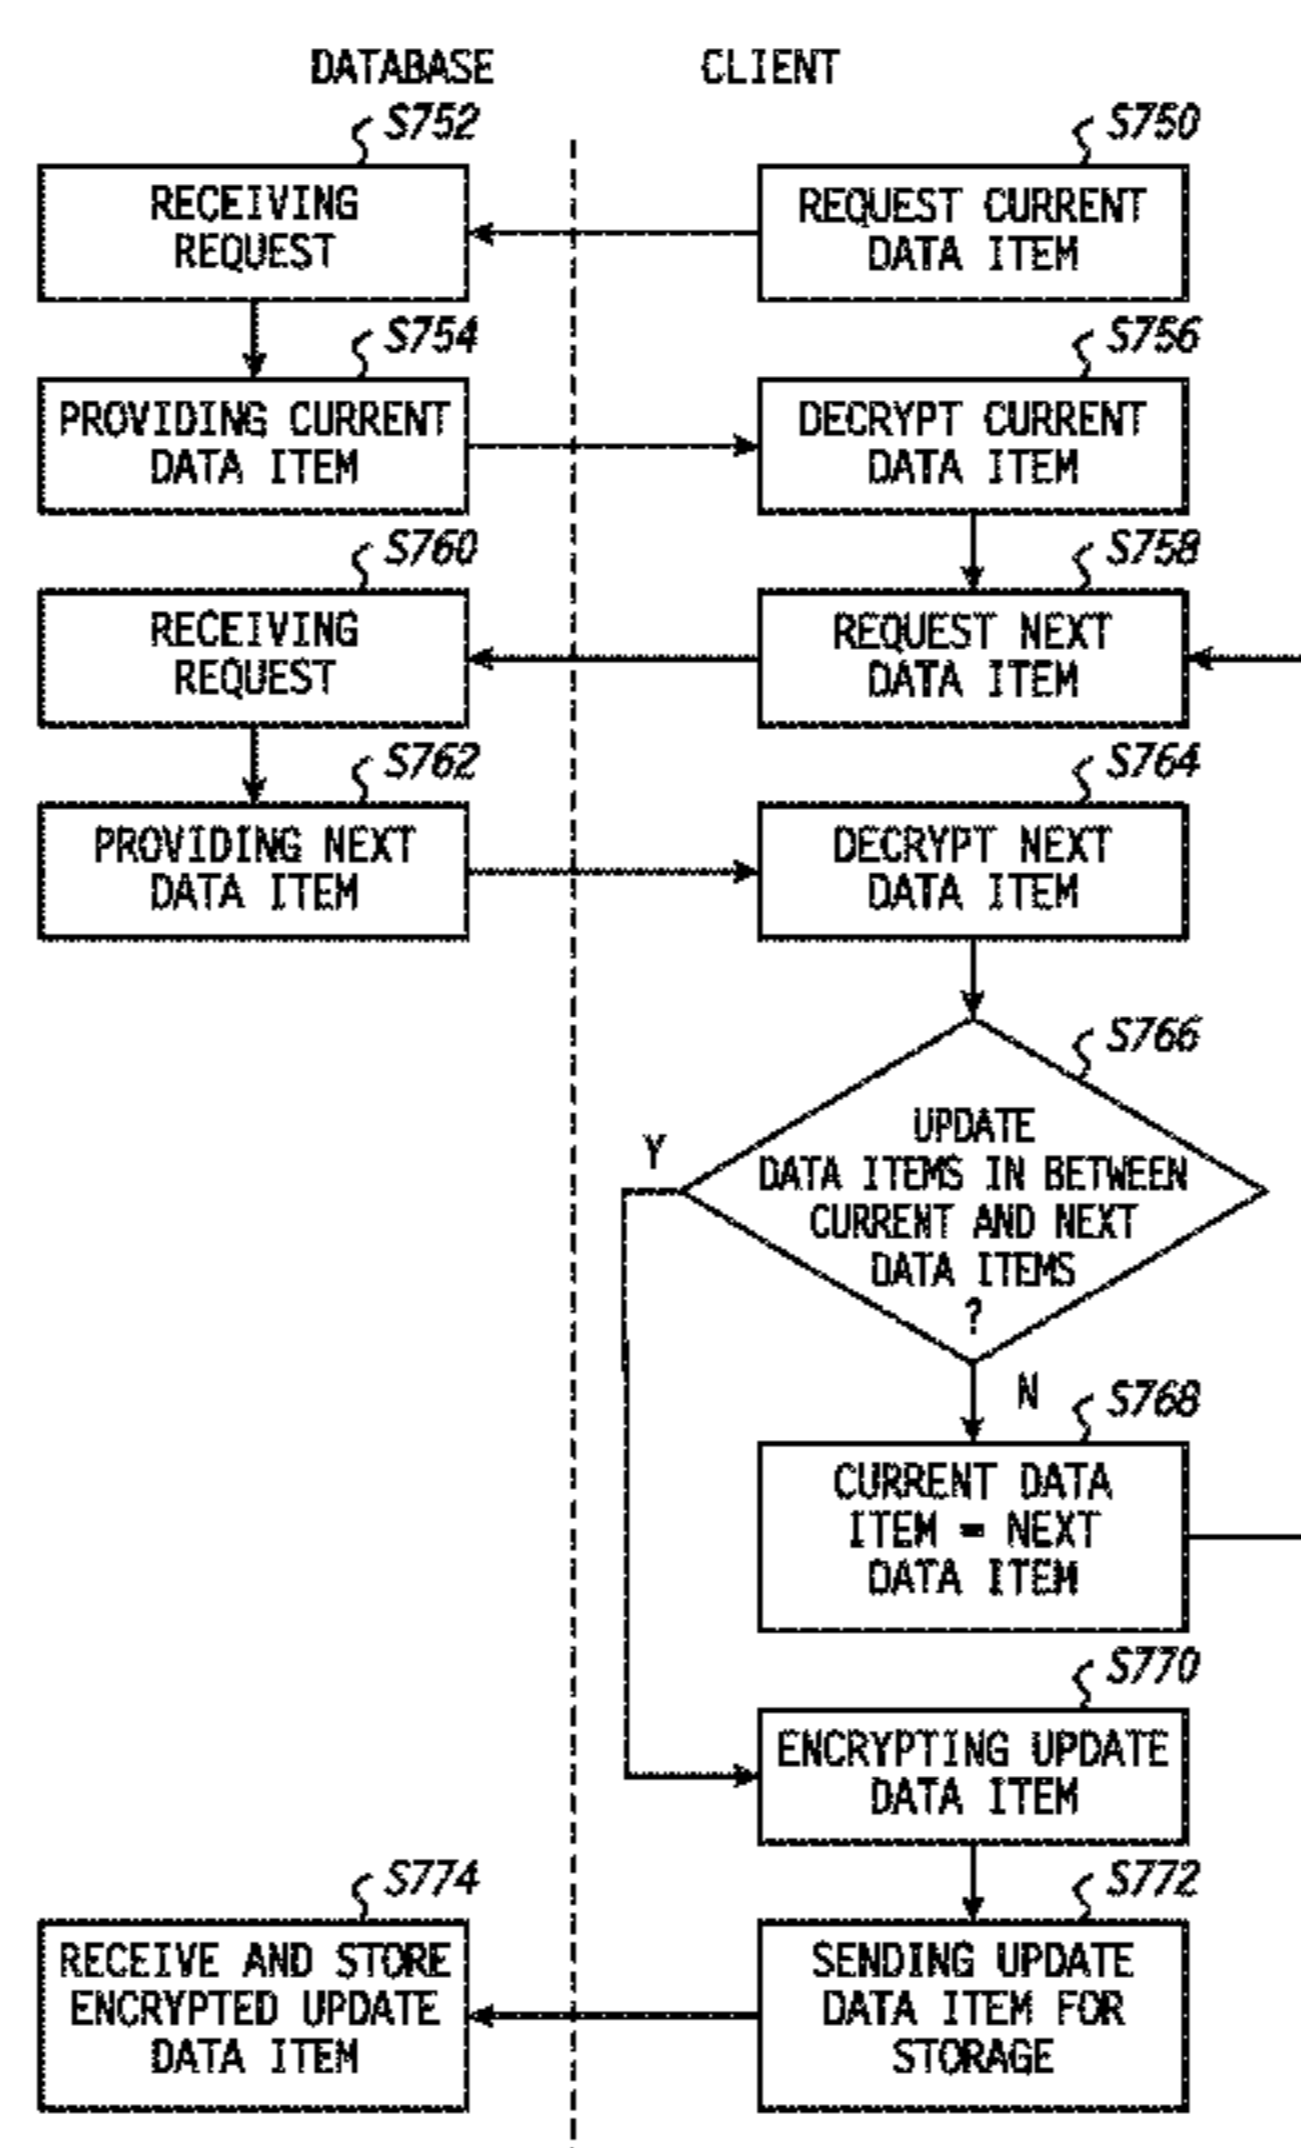 DATABASE
CLIENT
S752
S750
RECEIVING
REQUEST
REQUEST CURRENT
DATA ITEM
S754
S756
PROVIDING CURRENT
DATA ITEM
DECRYPT CURRENT
DATA ITEM
S760
S758
RECEIVING
REQUEST
REQUEST NEXT
DATA ITEM
S762
S764
PROVIDING NEXT
DATA ITEM
DECRYPT NEXT
DATA ITEM
S766
UPDATE
DATA ITEMS IN BETWEEN
CURRENT AND NEXT
DATA ITEMS
?
Y
N
S768
CURRENT DATA
ITEM = NEXT
DATA ITEM
S770
ENCRYPTING UPDATE
DATA ITEM
S774
S772
RECEIVE AND STORE
ENCRYPTED UPDATE
DATA ITEM
SENDING UPDATE
DATA ITEM FOR
STORAGE